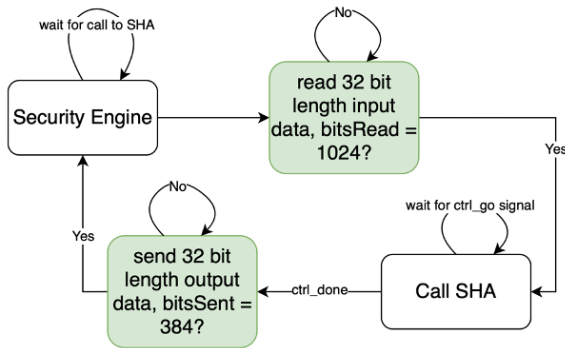 wait for call to SHA
Security Engine
No
read 32 bit
length input
data, bitsRead =
1024?
Yes
wait for ctrl_go signal
Call SHA
ctrl_done
No
send 32 bit
length output
data, bitsSent =
384?
Yes